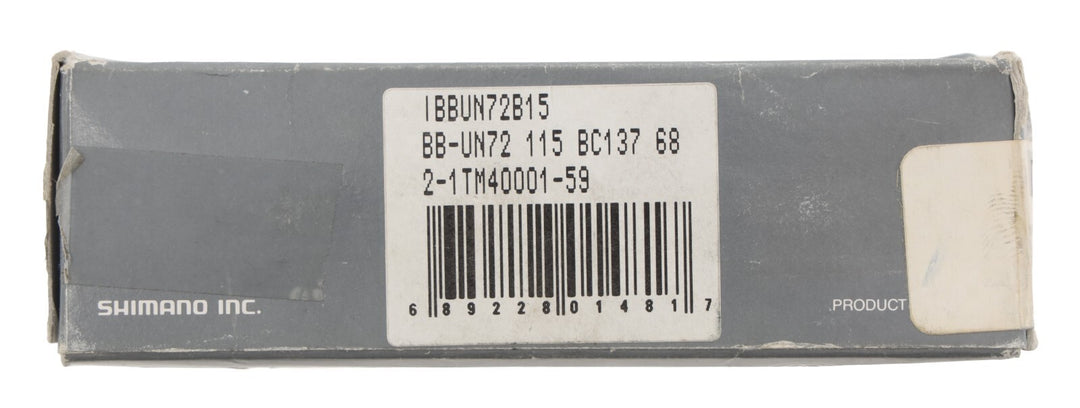 IBBUN72B15
BB-UN72 115 BC137 68
2-1TM40001-59
6 89228 01481 7
SHIMANO INC.
PRODUCT